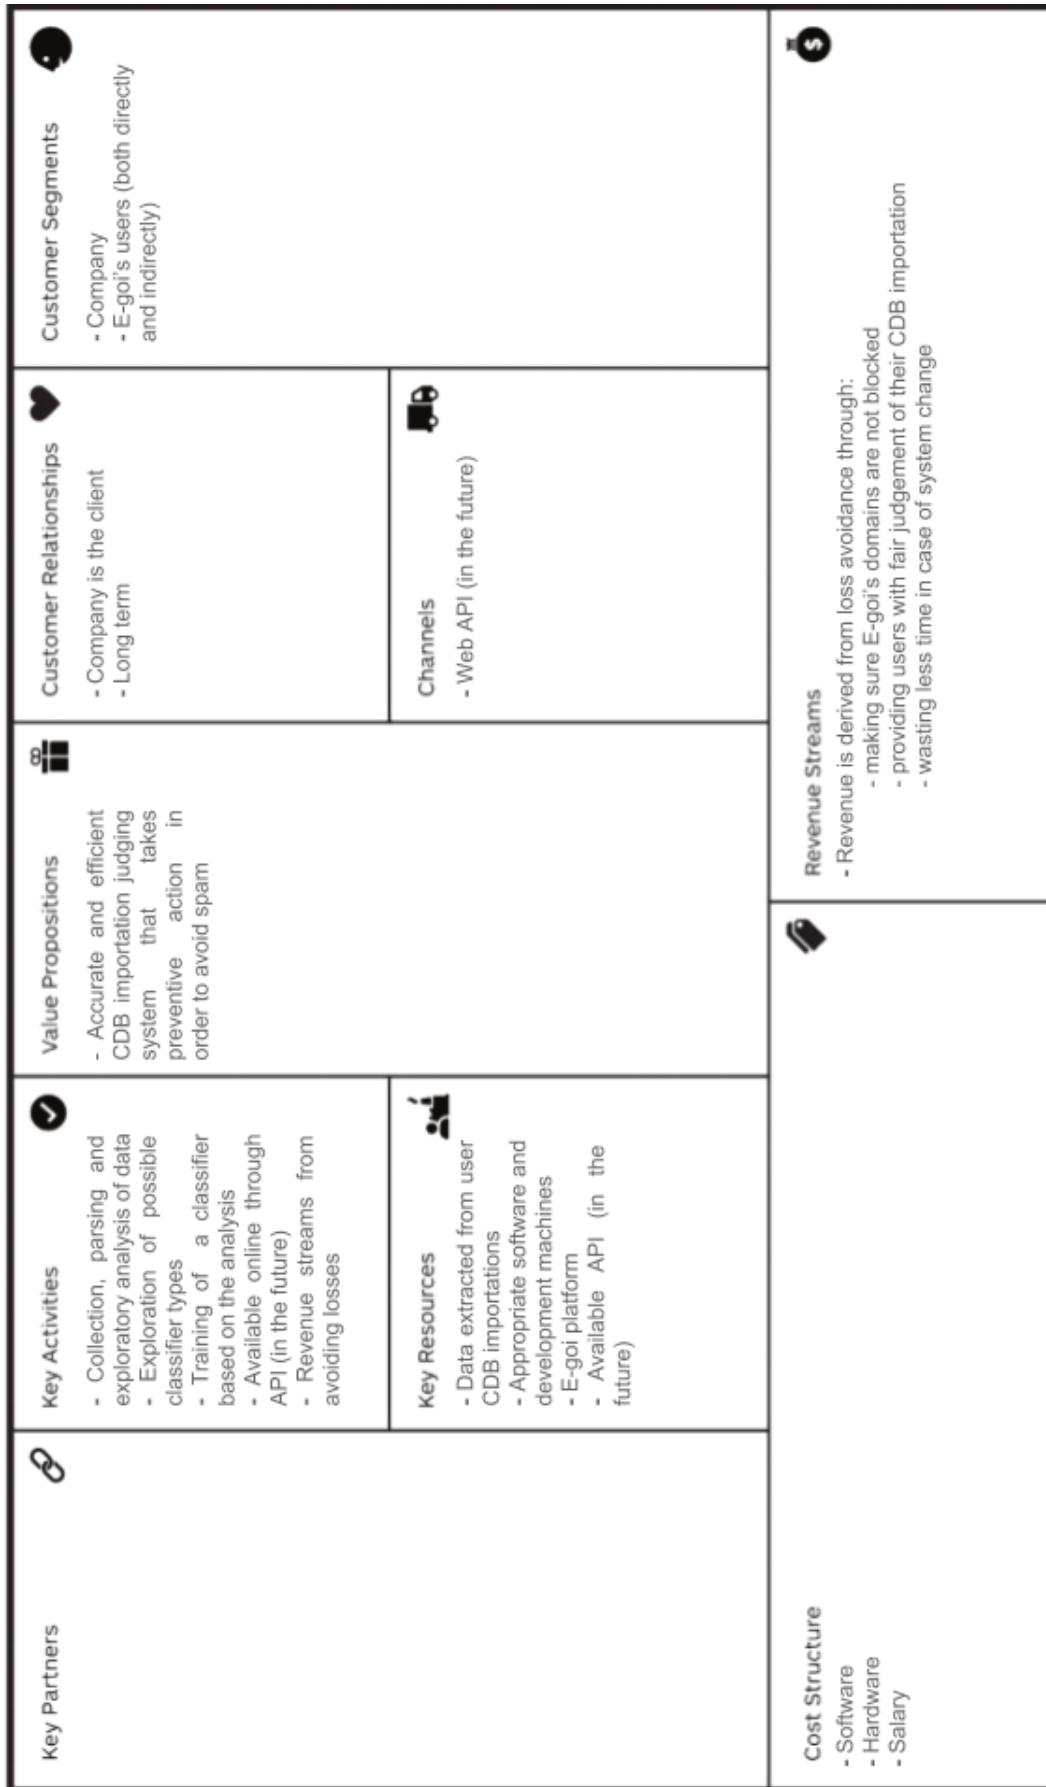 Key Partners
Key Activities
- Collection, parsing and
exploratory analysis of data
- Exploration of possible
classifier types
- Training of a classifier
based on the analysis
- Available online through
API (in the future)
- Revenue streams from
avoiding losses
Key Resources
- Data extracted from user
CDB importations
- Appropriate software and
development machines
- E-goi platform
- Available API (in the
future)
Value Propositions
- Accurate and efficient
CDB importation judging
system that takes
preventive action in
order to avoid spam
Customer Relationships
- Company is the client
- Long term
Channels
- Web API (in the future)
Customer Segments
- Company
- E-goi's users (both directly
and indirectly)
Cost Structure
- Software
- Hardware
- Salary
Revenue Streams
- Revenue is derived from loss avoidance through:
- making sure E-goi's domains are not blocked
- providing users with fair judgement of their CDB importation
- wasting less time in case of system change